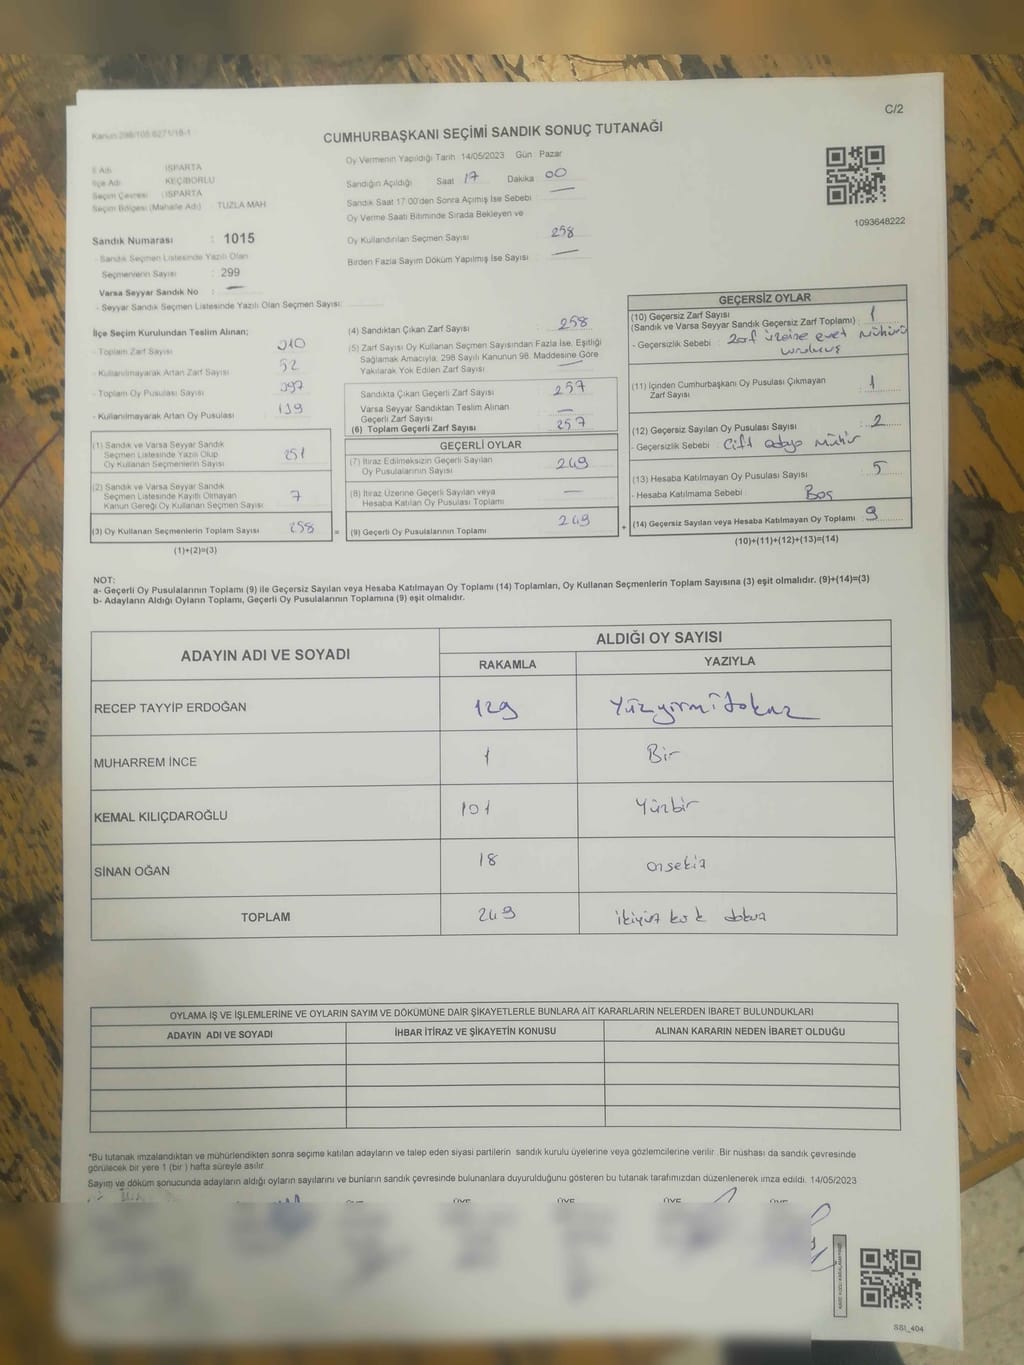 C/2
Kanun 298/105 6271/18-1
CUMHURBAŞKANI SEÇİMİ SANDIK SONUÇ TUTANAĞI
İl Adı : ISPARTA
İlçe Adı : KEÇİBORLU
Seçim Çevresi : ISPARTA
Seçim Bölgesi (Mahalle Adı) : TUZLA MAH
Sandık Numarası : 1015
- Sandık Seçmen Listesinde Yazılı Olan
Seçmenlerin Sayısı : 299
Varsa Seyyar Sandık No : —
- Seyyar Sandık Seçmen Listesinde Yazılı Olan Seçmen Sayısı:
Oy Vermenin Yapıldığı Tarih 14/05/2023 Gün Pazar
Sandığın Açıldığı Saat 17 Dakika 00
Sandık Saat 17:00'den Sonra Açımış İse Sebebi —
Oy Verme Saati Bitiminde Sırada Bekleyen ve
Oy Kullandırılan Seçmen Sayısı 258
Birden Fazla Sayım Döküm Yapılmış İse Sayısı —
1093648222
İlçe Seçim Kurulundan Teslim Alınan;
- Toplam Zarf Sayısı 310
- Kullanılmayarak Artan Zarf Sayısı 52
- Toplam Oy Pusulası Sayısı 397
- Kullanılmayarak Artan Oy Pusulası 139
(1) Sandık ve Varsa Seyyar Sandık
Seçmen Listesinde Yazılı Olup
Oy Kullanan Seçmenlerin Sayısı 251
(2) Sandık ve Varsa Seyyar Sandık
Seçmen Listesinde Kayıtlı Olmayan
Kanun Gereği Oy Kullanan Seçmen Sayısı 7
(3) Oy Kullanan Seçmenlerin Toplam Sayısı 258
(1)+(2)=(3)
=
(4) Sandıktan Çıkan Zarf Sayısı 258
(5) Zarf Sayısı Oy Kullanan Seçmen Sayısından Fazla İse, Eşitliği
Sağlamak Amacıyla; 298 Sayılı Kanunun 98. Maddesine Göre
Yakılarak Yok Edilen Zarf Sayısı —
Sandıkta Çıkan Geçerli Zarf Sayısı 257
Varsa Seyyar Sandıktan Teslim Alınan
Geçerli Zarf Sayısı —
(6) Toplam Geçerli Zarf Sayısı 257
GEÇERLİ OYLAR
(7) İtiraz Edilmeksizin Geçerli Sayılan
Oy Pusulalarının Sayısı 249
(8) İtiraz Üzerine Geçerli Sayılan veya
Hesaba Katılan Oy Pusulası Toplamı —
(9) Geçerli Oy Pusulalarının Toplamı 249
+
GEÇERSİZ OYLAR
(10) Geçersiz Zarf Sayısı
(Sandık ve Varsa Seyyar Sandık Geçersiz Zarf Toplamı) 1
- Geçersizlik Sebebi : Zarf üzeine evet mühürü
vurulmuş
(11) İçinden Cumhurbaşkanı Oy Pusulası Çıkmayan
Zarf Sayısı 1
(12) Geçersiz Sayılan Oy Pusulası Sayısı 2
- Geçersizlik Sebebi Çift aday mühür
(13) Hesaba Katılmayan Oy Pusulası Sayısı 5
- Hesaba Katılmama Sebebi : Boş
(14) Geçersiz Sayılan veya Hesaba Katılmayan Oy Toplamı 9
(10)+(11)+(12)+(13)=(14)
NOT:
a- Geçerli Oy Pusulalarının Toplamı (9) ile Geçersiz Sayılan veya Hesaba Katılmayan Oy Toplamı (14) Toplamları, Oy Kullanan Seçmenlerin Toplam Sayısına (3) eşit olmalıdır. (9)+(14)=(3)
b- Adayların Aldığı Oyların Toplamı, Geçerli Oy Pusulalarının Toplamına (9) eşit olmalıdır.
ADAYIN ADI VE SOYADI
ALDIĞI OY SAYISI
RAKAMLA YAZIYLA
RECEP TAYYİP ERDOĞAN 129 Yüzyirmidokuz
MUHARREM İNCE 1 Bir
KEMAL KILIÇDAROĞLU 101 Yüzbir
SİNAN OĞAN 18 onsekiz
TOPLAM 249 ikiyüz kırk dokuz
OYLAMA İŞ VE İŞLEMLERİNE VE OYLARIN SAYIM VE DÖKÜMÜNE DAİR ŞİKAYETLERLE BUNLARA AİT KARARLARIN NELERDEN İBARET BULUNDUKLARI
ADAYIN ADI VE SOYADI İHBAR İTİRAZ VE ŞİKAYETİN KONUSU ALINAN KARARIN NEDEN İBARET OLDUĞU
*Bu tutanak imzalandıktan ve mühürlendikten sonra seçime katılan adayların ve talep eden siyasi partilerin sandık kurulu üyelerine veya gözlemcilerine verilir. Bir nüshası da sandık çevresinde
görülecek bir yere 1 (bir ) hafta süreyle asılır.
Sayım ve döküm sonucunda adayların aldığı oyların sayılarını ve bunların sandık çevresinde bulunanlara duyurulduğunu gösteren bu tutanak tarafımızdan düzenlenerek imza edildi. 14/05/2023
ÜYE ÜYE ÜYE ÜYE ÜYE
SSI_404